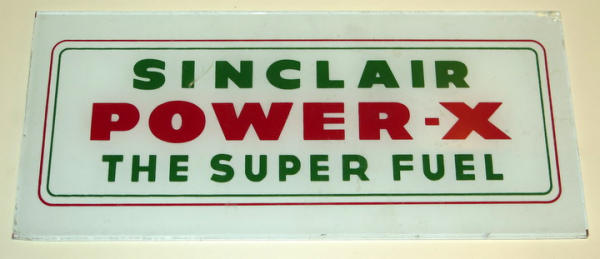 SINCLAIR
POWER-X
THE SUPER FUEL